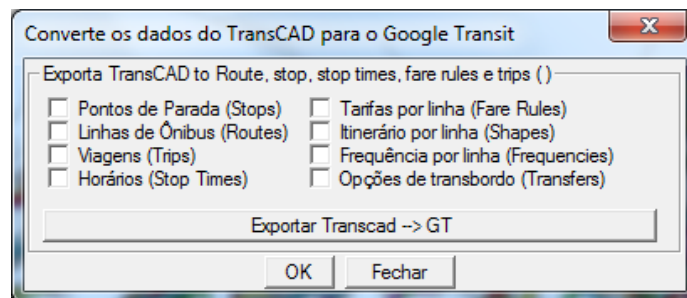 Converte os dados do TransCAD para o Google Transit
Exporta TransCAD to Route, stop, stop times, fare rules e trips ( )
Pontos de Parada (Stops)
Tarifas por linha (Fare Rules)
Linhas de Ônibus (Routes)
Itinerário por linha (Shapes)
Viagens (Trips)
Frequência por linha (Frequencies)
Horários (Stop Times)
Opções de transbordo (Transfers)
Exportar Transcad --> GT
OK
Fechar